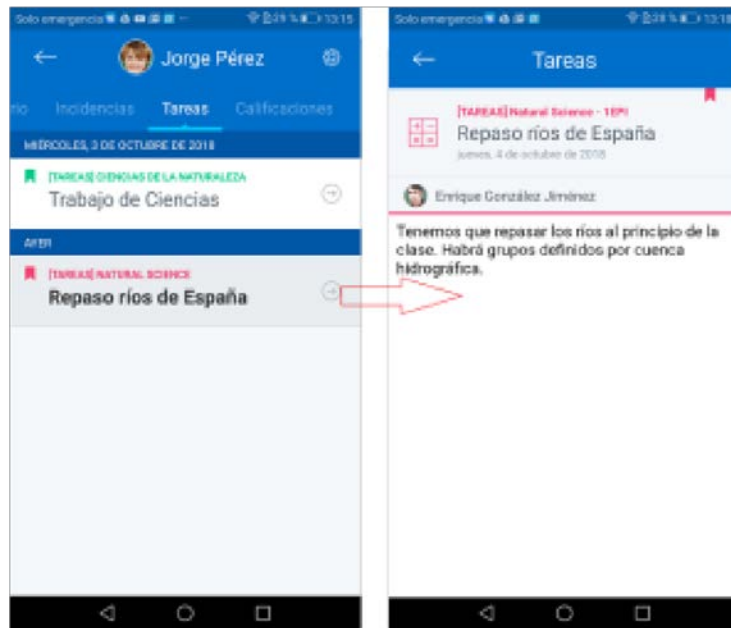 Solo emergencia 13:15
Jorge Pérez
rio Incidencias Tareas Calificaciones
MIÉRCOLES, 3 DE OCTUBRE DE 2018
[TAREAS] CIENCIAS DE LA NATURALEZA
Trabajo de Ciencias
AYER
[TAREAS] NATURAL SCIENCE
Repaso ríos de España
Solo emergencia 13:18
Tareas
[TAREAS] Natural Science - 1EPI
Repaso ríos de España
jueves, 4 de octubre de 2018
Enrique González Jiménez
Tenemos que repasar los ríos al principio de la
clase. Habrá grupos definidos por cuenca
hidrográfica.